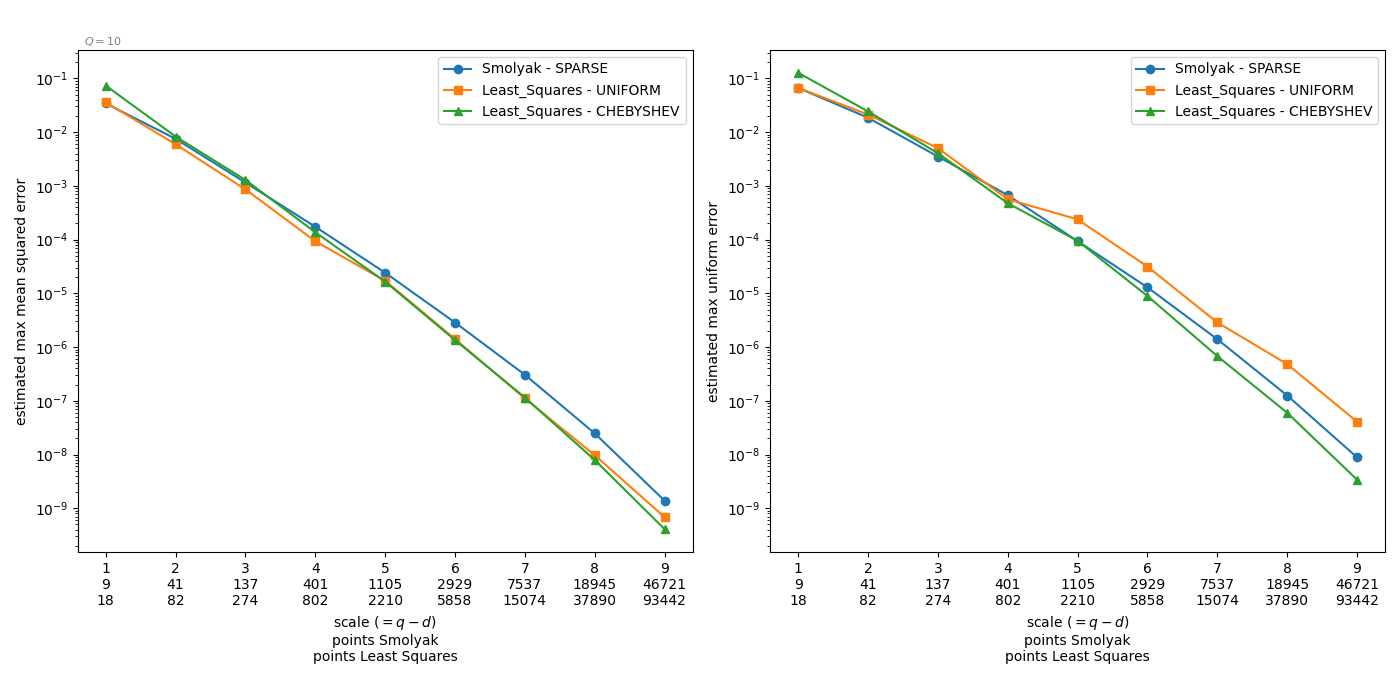 Q = 10
estimated max mean squared error
10⁻¹
10⁻²
10⁻³
10⁻⁴
10⁻⁵
10⁻⁶
10⁻⁷
10⁻⁸
10⁻⁹
Smolyak - SPARSE
Least_Squares - UNIFORM
Least_Squares - CHEBYSHEV
1 2 3 4 5 6 7 8 9
9 41 137 401 1105 2929 7537 18945 46721
18 82 274 802 2210 5858 15074 37890 93442
scale (= q − d)
points Smolyak
points Least Squares
estimated max uniform error
10⁻¹
10⁻²
10⁻³
10⁻⁴
10⁻⁵
10⁻⁶
10⁻⁷
10⁻⁸
10⁻⁹
Smolyak - SPARSE
Least_Squares - UNIFORM
Least_Squares - CHEBYSHEV
1 2 3 4 5 6 7 8 9
9 41 137 401 1105 2929 7537 18945 46721
18 82 274 802 2210 5858 15074 37890 93442
scale (= q − d)
points Smolyak
points Least Squares